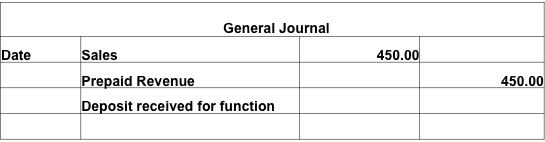 General Journal
Date Sales 450.00
Prepaid Revenue 450.00
Deposit received for function